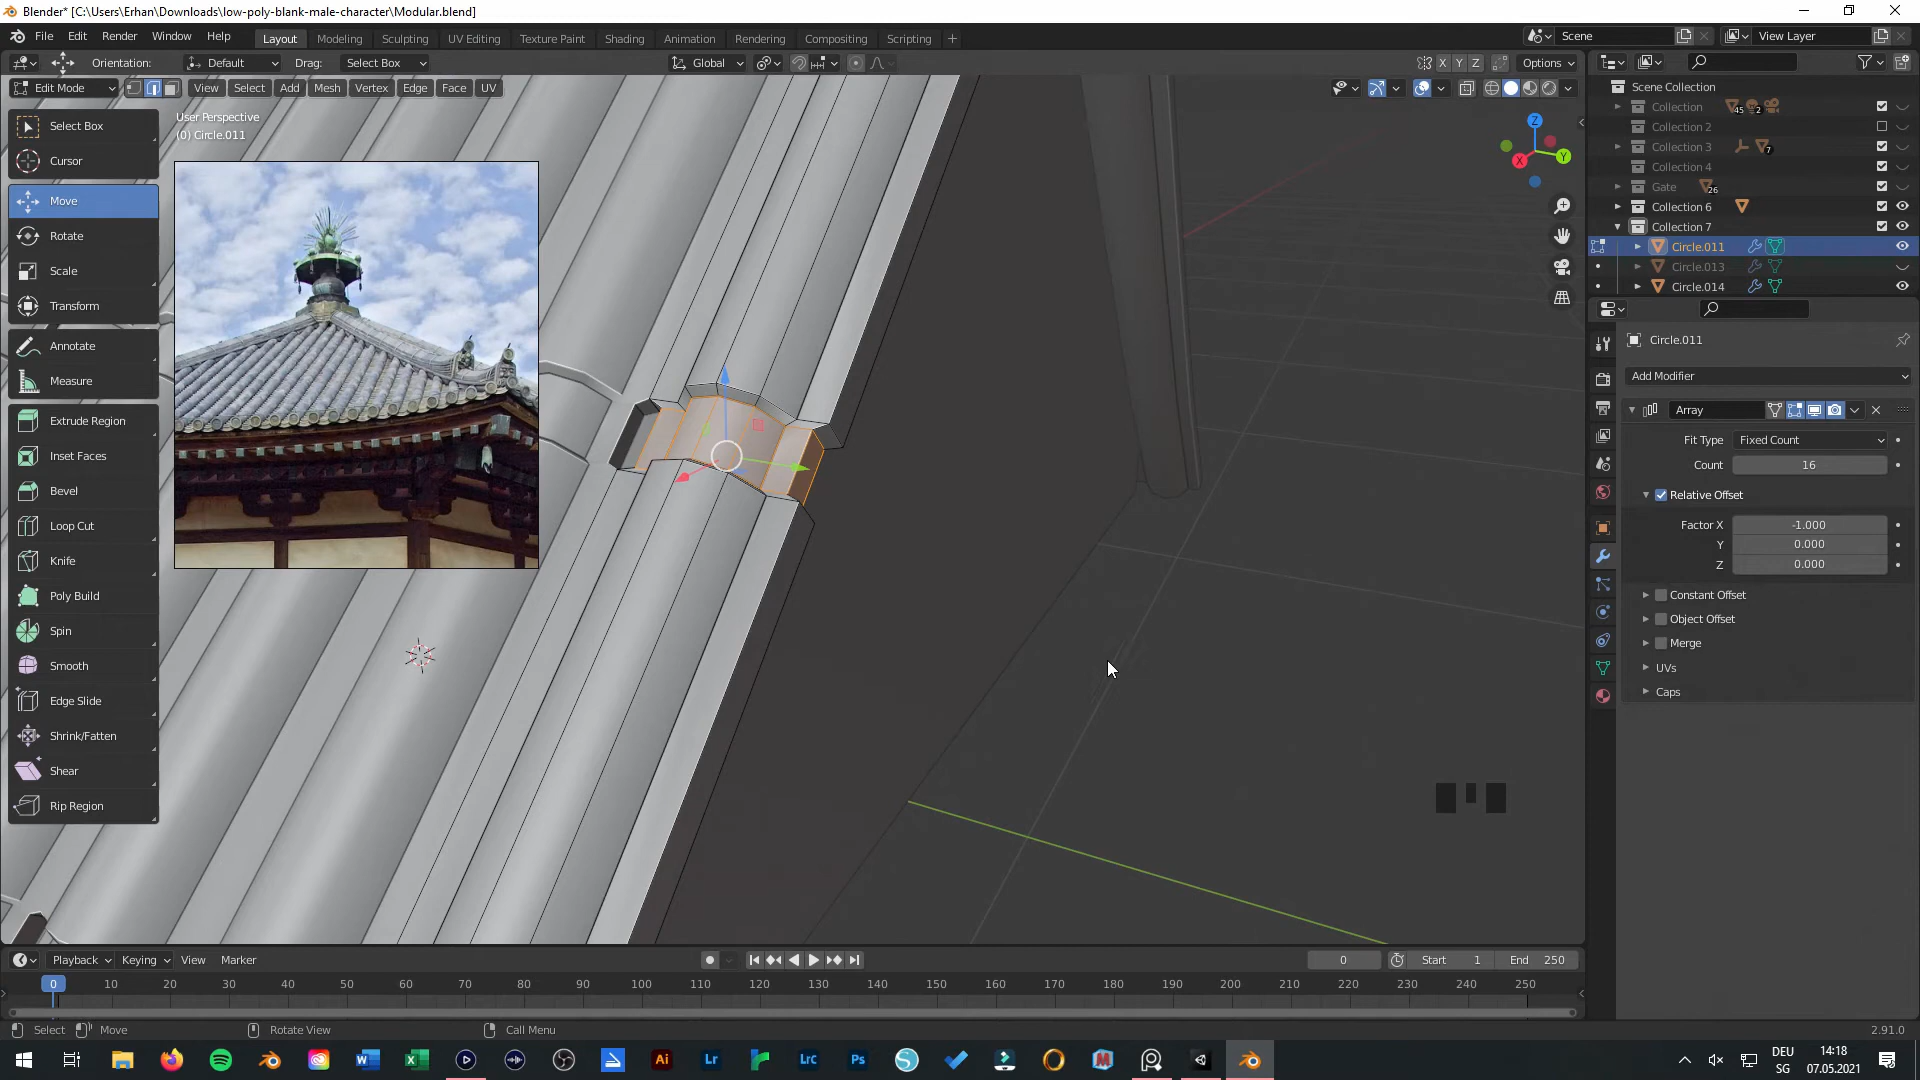 Blender* [C:\Users\Erhan\Downloads\low-poly-blank-male-character\Modular.blend]
File Edit Render Window Help
Layout Modeling Sculpting UV Editing Texture Paint Shading Animation Rendering Compositing Scripting +
Scene
View Layer
Orientation: Default Drag: Select Box
Global
X Y Z Options
Edit Mode View Select Add Mesh Vertex Edge Face UV
User Perspective
(0) Circle.011
Select Box
Cursor
Move
Rotate
Scale
Transform
Annotate
Measure
Extrude Region
Inset Faces
Bevel
Loop Cut
Knife
Poly Build
Spin
Smooth
Edge Slide
Shrink/Fatten
Shear
Rip Region
Z
X Y
Scene Collection
Collection 45 2
Collection 2
Collection 3 7
Collection 4
Gate 26
Collection 6
Collection 7
Circle.011
Circle.013
Circle.014
Circle.011
Add Modifier
Array
Fit Type Fixed Count
Count 16
Relative Offset
Factor X -1.000
Y 0.000
Z 0.000
Constant Offset
Object Offset
Merge
UVs
Caps
Playback Keying View Marker
0 Start 1 End 250
0 10 20 30 40 50 60 70 80 90 100 110 120 130 140 150 160 170 180 190 200 210 220 230 240 250
Select Move Rotate View Call Menu 2.91.0
DEU
SG
14:18
07.05.2021
Ai
Lr
LrC
Ps